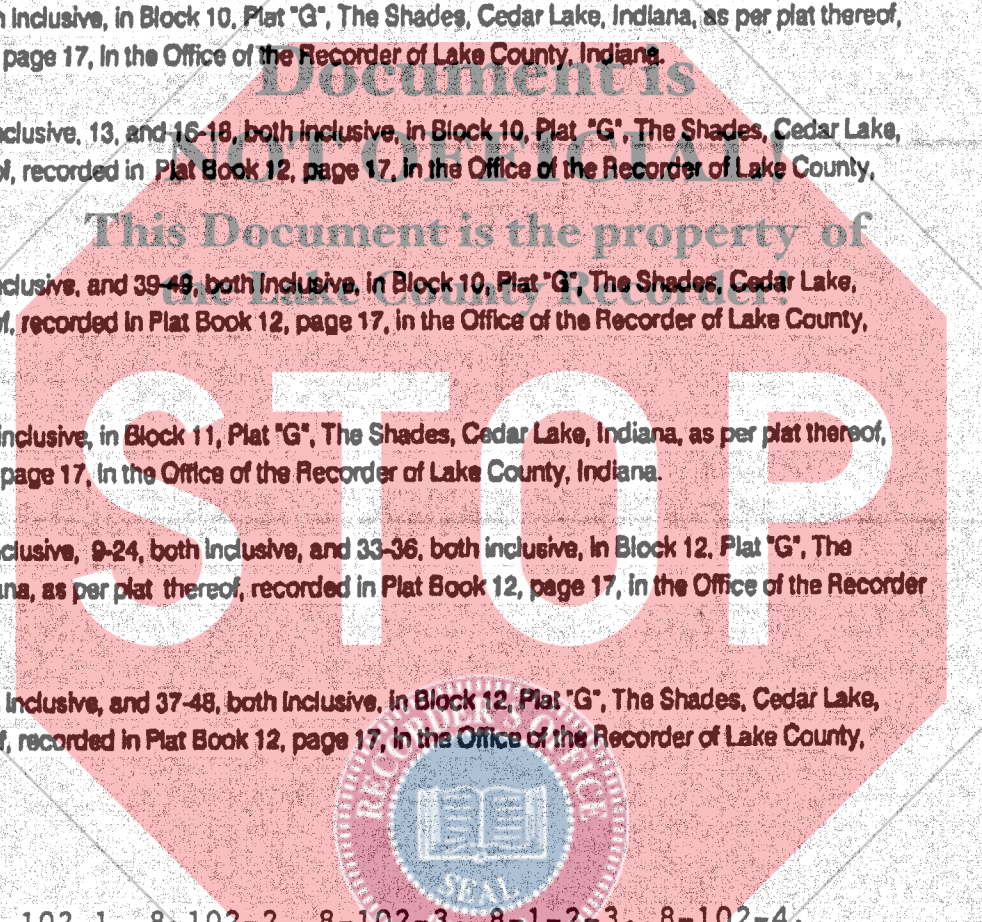 Inclusive, in Block 10, Plat "G", The Shades, Cedar Lake, Indiana, as per plat thereof,
page 17, in the Office of the Recorder of Lake County, Indiana.
Document is
inclusive, 13, and 16-18, both inclusive, in Block 10, Plat "G", The Shades, Cedar Lake,
NOT OFFICIAL!
recorded in Plat Book 12, page 17, in the Office of the Recorder of Lake County,
This Document is the property of
the Lake County Recorder!
clusive, and 39-49, both inclusive, in Block 10, Plat "G", The Shades, Cedar Lake,
recorded in Plat Book 12, page 17, in the Office of the Recorder of Lake County,
STOP
inclusive, in Block 11, Plat "G", The Shades, Cedar Lake, Indiana, as per plat thereof,
page 17, in the Office of the Recorder of Lake County, Indiana.
clusive, 9-24, both inclusive, and 33-36, both inclusive, in Block 12, Plat "G", The
ana, as per plat thereof, recorded in Plat Book 12, page 17, in the Office of the Recorder
Inclusive, and 37-48, both inclusive, in Block 12, Plat "G", The Shades, Cedar Lake,
recorded in Plat Book 12, page 17, in the Office of the Recorder of Lake County,
RECORDER'S OFFICE
SEAL
8-102-2, 8-102-3, 8-1-2-3, 8-102-4,